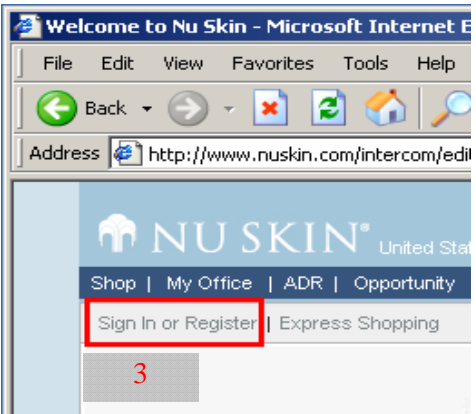 Welcome to Nu Skin - Microsoft Internet E
File Edit View Favorites Tools Help
Back
Address http://www.nuskin.com/intercom/edi
NU SKIN® United Stat
Shop | My Office | ADR | Opportunity
Sign In or Register | Express Shopping
3